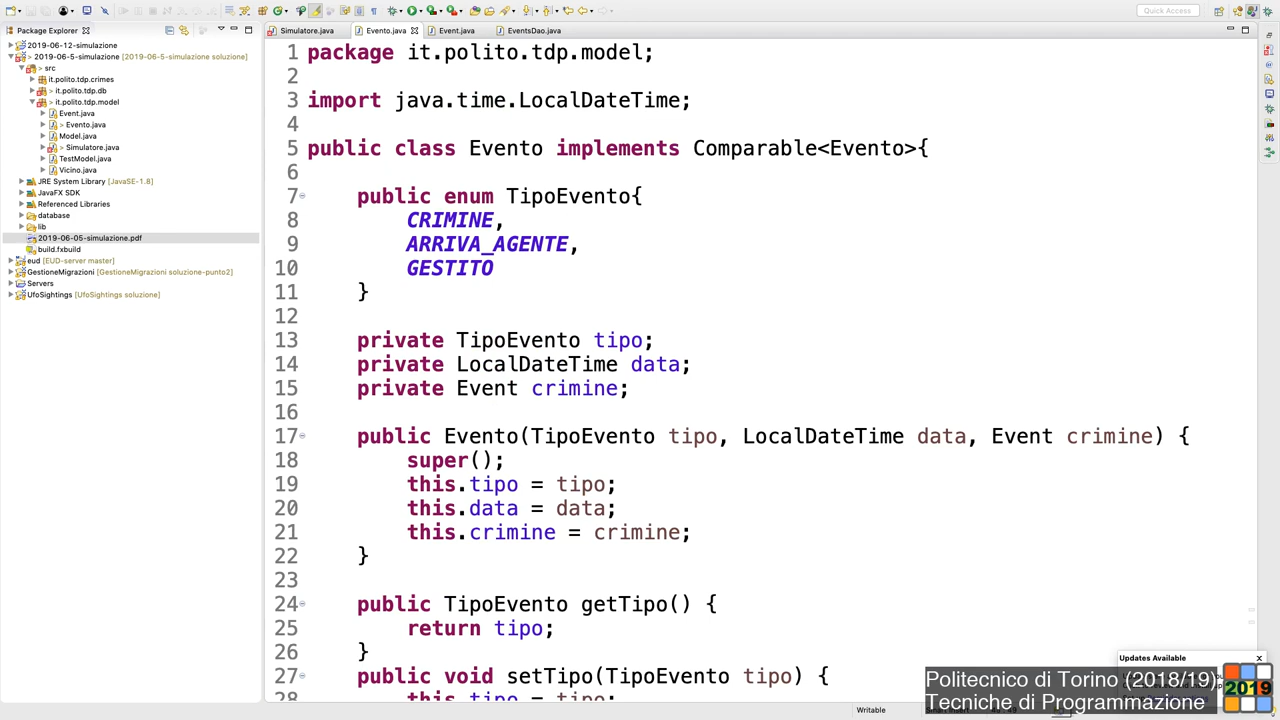 Quick Access
Package Explorer
2019-06-12-simulazione
> 2019-06-5-simulazione [2019-06-5-simulazione soluzione]
> src
it.polito.tdp.crimes
> it.polito.tdp.db
> it.polito.tdp.model
Event.java
> Evento.java
Model.java
> Simulatore.java
TestModel.java
Vicino.java
JRE System Library [JavaSE-1.8]
JavaFX SDK
Referenced Libraries
database
lib
2019-06-05-simulazione.pdf
build.fxbuild
eud [EUD-server master]
GestioneMigrazioni [GestioneMigrazioni soluzione-punto2]
Servers
UfoSightings [UfoSightings soluzione]
Simulatore.java Evento.java Event.java EventsDao.java
1 package it.polito.tdp.model;
2
3 import java.time.LocalDateTime;
4
5 public class Evento implements Comparable<Evento>{
6
7 public enum TipoEvento{
8 CRIMINE,
9 ARRIVA_AGENTE,
10 GESTITO
11 }
12
13 private TipoEvento tipo;
14 private LocalDateTime data;
15 private Event crimine;
16
17 public Evento(TipoEvento tipo, LocalDateTime data, Event crimine) {
18 super();
19 this.tipo = tipo;
20 this.data = data;
21 this.crimine = crimine;
22 }
23
24 public TipoEvento getTipo() {
25 return tipo;
26 }
27 public void setTipo(TipoEvento tipo) {
28 this.tipo = tipo;
Updates Available
Politecnico di Torino (2018/19)
Tecniche di Programmazione
2019
Writable